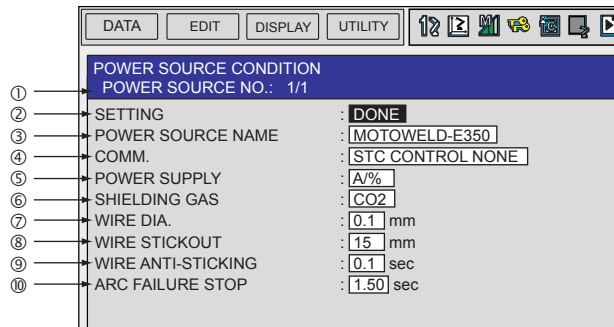 DATA EDIT DISPLAY UTILITY
POWER SOURCE CONDITION
① POWER SOURCE NO.: 1/1
② SETTING : DONE
③ POWER SOURCE NAME : MOTOWELD-E350
④ COMM. : STC CONTROL NONE
⑤ POWER SUPPLY : A/%
⑥ SHIELDING GAS : CO2
⑦ WIRE DIA. : 0.1 mm
⑧ WIRE STICKOUT : 15 mm
⑨ WIRE ANTI-STICKING : 0.1 sec
⑩ ARC FAILURE STOP : 1.50 sec